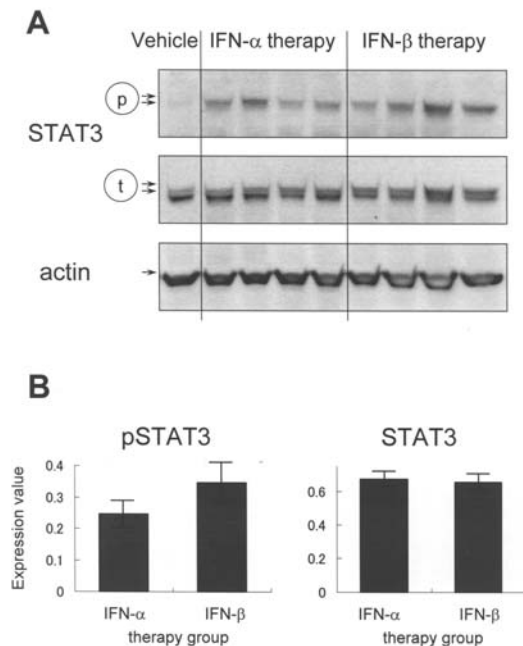 A
Vehicle IFN-α therapy IFN-β therapy
p
STAT3
t
actin
B
pSTAT3
Expression value
0.4
0.3
0.2
0.1
0
IFN-α IFN-β
therapy group
STAT3
0.6
0.4
0.2
0
IFN-α IFN-β
therapy group